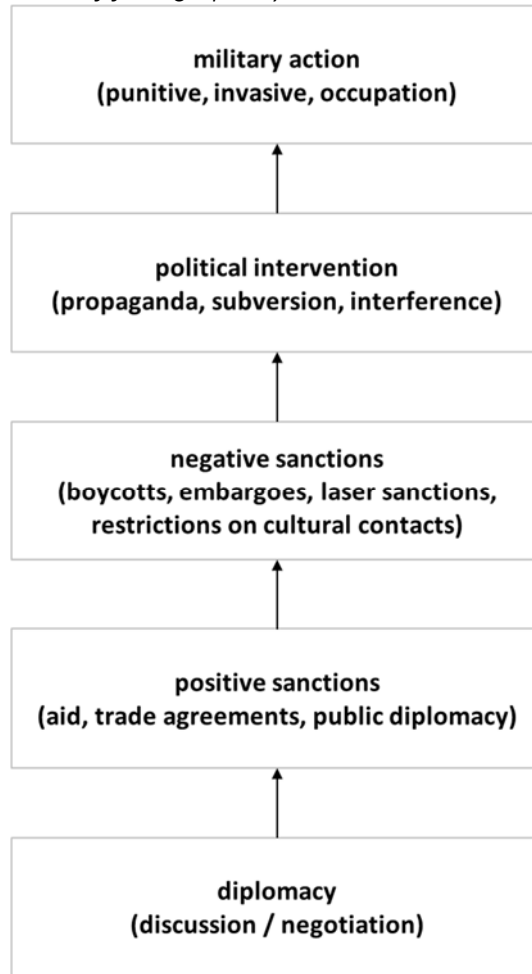 military action
(punitive, invasive, occupation)
political intervention
(propaganda, subversion, interference)
negative sanctions
(boycotts, embargoes, laser sanctions,
restrictions on cultural contacts)
positive sanctions
(aid, trade agreements, public diplomacy)
diplomacy
(discussion / negotiation)